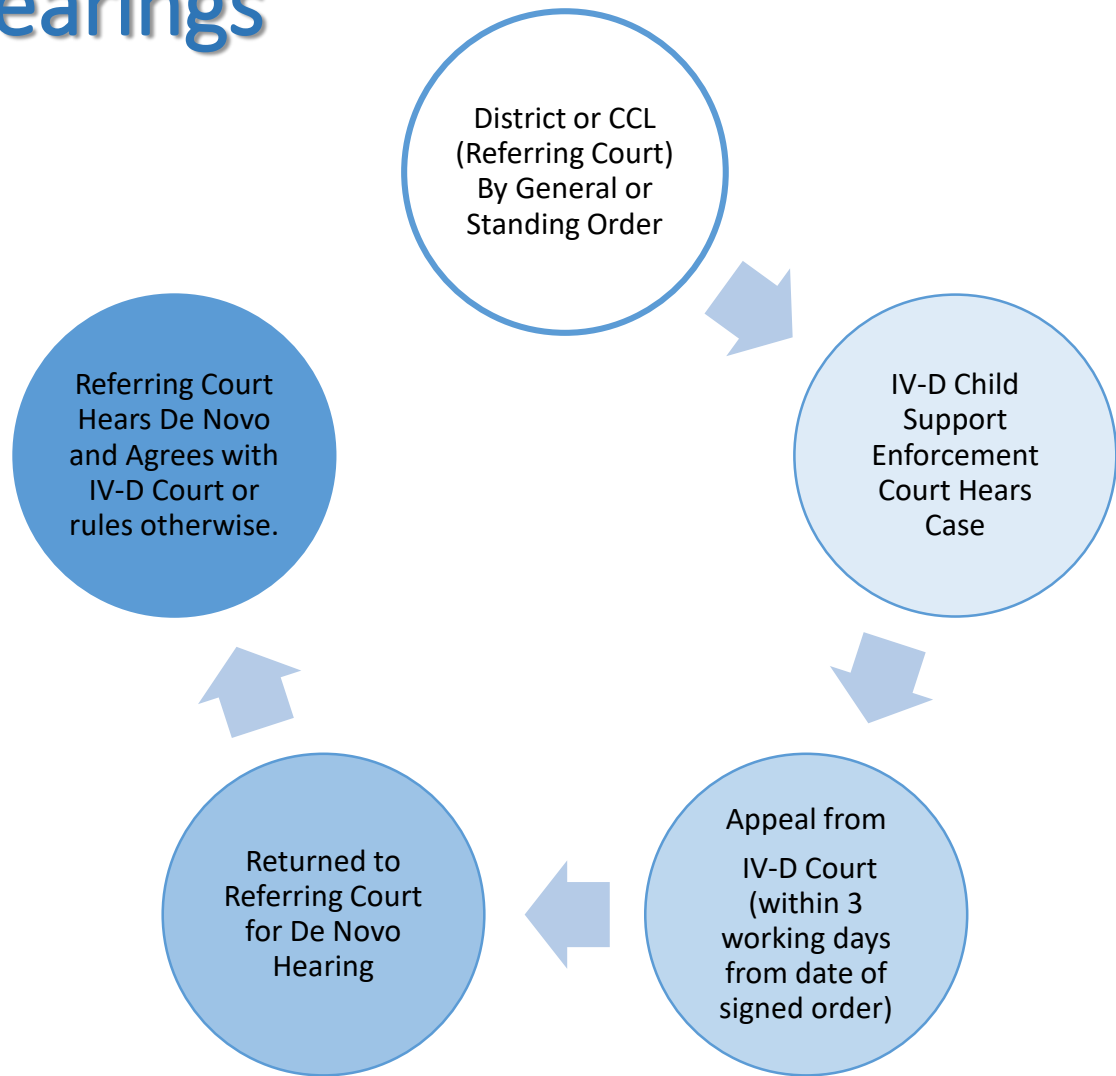 earings
District or CCL
(Referring Court)
By General or
Standing Order
IV-D Child
Support
Enforcement
Court Hears
Case
Appeal from
IV-D Court
(within 3
working days
from date of
signed order)
Returned to
Referring Court
for De Novo
Hearing
Referring Court
Hears De Novo
and Agrees with
IV-D Court or
rules otherwise.